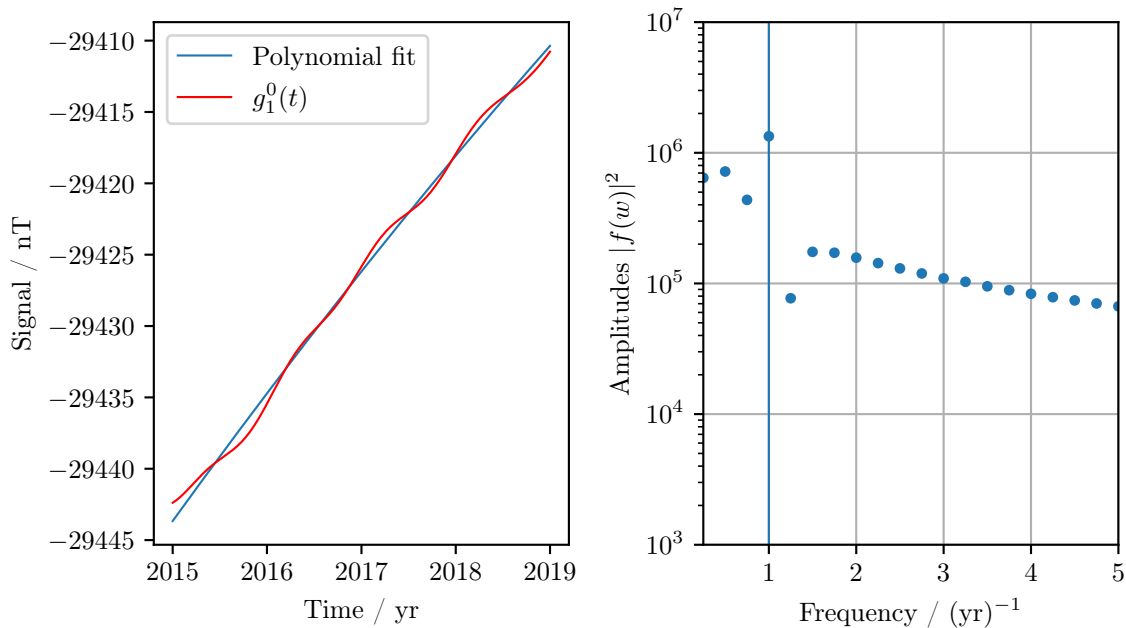 −29410
−29415
−29420
−29425
−29430
−29435
−29440
−29445
Signal / nT
Polynomial fit
g₁⁰(t)
2015 2016 2017 2018 2019
Time / yr
10⁷
10⁶
10⁵
10⁴
10³
Amplitudes |f(w)|²
1 2 3 4 5
Frequency / (yr)⁻¹